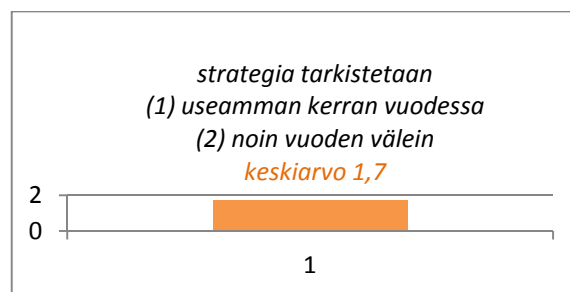 strategia tarkistetaan
(1) useamman kerran vuodessa
(2) noin vuoden välein
keskiarvo 1,7
2
0
1